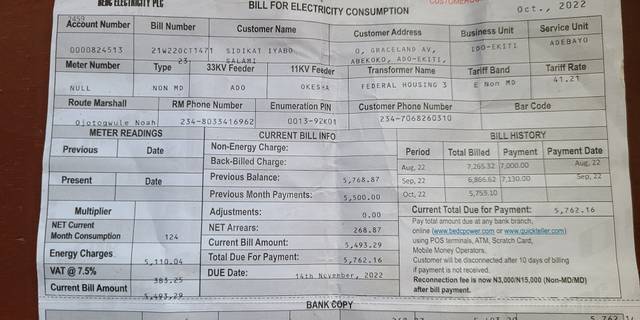 BEDC ELECTRICITY PLC
BILL FOR ELECTRICITY CONSUMPTION
Oct., 2022
Account Number Bill Number Customer Name Customer Address Business Unit Service Unit
0000824513 21W22OCT1471 SIDIKAT IYABO O, GRACELAND AV, IDO-EKITI ADEBAYO
23 SALAMI ABEKOKO, ADO-EKITI,
Meter Number Type 33KV Feeder 11KV Feeder Transformer Name Tariff Band Tariff Rate
NULL NON MD ADO OKESHA FEDERAL HOUSING 3 E Non MD 41.21
Route Marshall RM Phone Number Enumeration PIN Customer Phone Number Bar Code
Ojotogwule Noah 234-8033416962 0013-92K01 234-7068260310
METER READINGS
Previous Date
Present Date
Multiplier
NET Current
Month Consumption 124
Energy Charges
5,110.04
VAT @ 7.5%
383.25
Current Bill Amount
5,493.29
CURRENT BILL INFO
Non-Energy Charge:
Back-Billed Charge:
Previous Balance: 5,768.87
Previous Month Payments: 5,500.00
Adjustments: 0.00
NET Arrears: 268.87
Current Bill Amount: 5,493.29
Total Due For Payment: 5,762.16
DUE Date: 14th November, 2022
BILL HISTORY
Period Total Billed Payment Payment Date
Aug, 22 7,265.32 7,000.00 Aug, 22
Sep, 22 6,866.62 7,130.00 Sep, 22
Oct, 22 5,759.10
Current Total Due for Payment: 5,762.16
Pay total amount due at any bank branch,
online (www.bedcpower.com or www.quickteller.com)
using POS terminals, ATM, Scratch Card,
Mobile Money Operators.
Customer will be disconnected after 10 days of billing
if payment is not received.
Reconnection fee is now N3,000/N15,000 (Non-MD/MD)
after bill payment.
BANK COPY